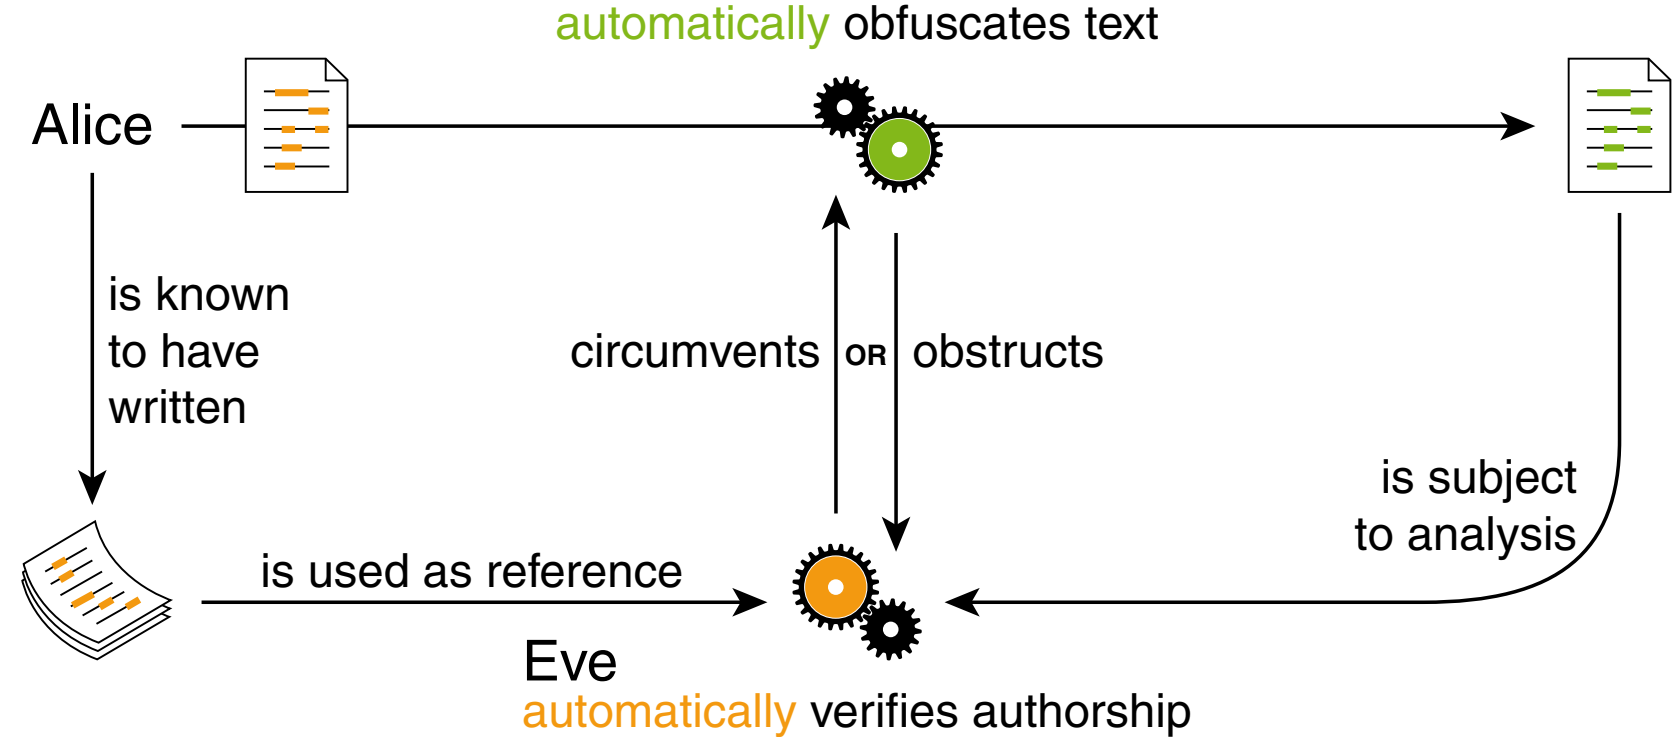 automatically obfuscates text
Alice
is known
to have
written
circumvents OR obstructs
is subject
to analysis
is used as reference
Eve
automatically verifies authorship